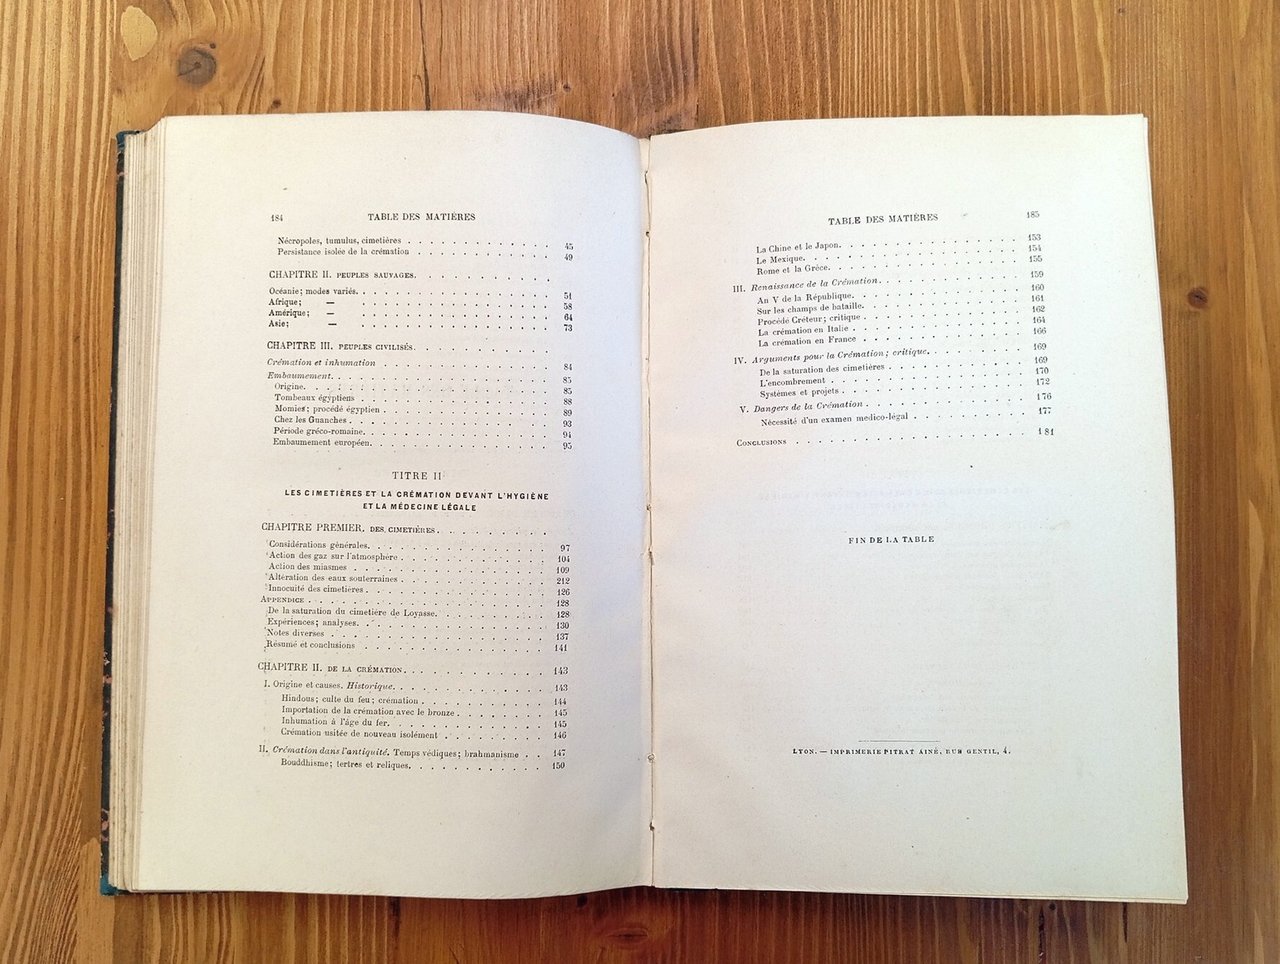 184 TABLE DES MATIÈRES
Nécropoles, tumulus, cimetières . . . . . . . . . . . 45
Persistance isolée de la crémation . . . . . . . . . . 49
CHAPITRE II. PEUPLES SAUVAGES. . . . . . . . . .
Océanie; modes variés. . . . . . . . . . . . . 51
Afrique; — . . . . . . . . . . . . 58
Amérique; — . . . . . . . . . . . . 64
Asie; — . . . . . . . . . . . . 73
CHAPITRE III. PEUPLES CIVILISÉS. . . . . . . . . .
Crémation et inhumation . . . . . . . . . . . . 84
Embaumement. . . . . . . . . . . . . . . 85
Origine. . . . . . . . . . . . . . . . 85
Tombeaux égyptiens . . . . . . . . . . . . 88
Momies; procédé égyptien . . . . . . . . . . . 89
Chez les Guanches . . . . . . . . . . . . . 93
Période gréco-romaine. . . . . . . . . . . . 94
Embaumement européen. . . . . . . . . . . . 95
TITRE II
LES CIMETIÈRES ET LA CRÉMATION DEVANT L'HYGIÈNE
ET LA MÉDECINE LÉGALE
CHAPITRE PREMIER. DES CIMETIÈRES. . . . . . . . .
Considérations générales. . . . . . . . . . . . 97
Action des gaz sur l'atmosphère . . . . . . . . . . 104
Action des miasmes . . . . . . . . . . . . . 109
Altération des eaux souterraines . . . . . . . . . . 212
Innocuité des cimetières . . . . . . . . . . . . 126
APPENDICE . . . . . . . . . . . . . . . . 128
De la saturation du cimetière de Loyasse. . . . . . . . 128
Expériences; analyses. . . . . . . . . . . . . 130
Notes diverses . . . . . . . . . . . . . . 137
Résumé et conclusions . . . . . . . . . . . . 141
CHAPITRE II. DE LA CRÉMATION. . . . . . . . . . 143
I. Origine et causes. Historique. . . . . . . . . . . 143
Hindous; culte du feu; crémation . . . . . . . . . 144
Importation de la crémation avec le bronze . . . . . . . 145
Inhumation à l'âge du fer. . . . . . . . . . . . 145
Crémation usitée de nouveau isolément . . . . . . . . 146
II. Crémation dans l'antiquité. Temps védiques; brahmanisme . . 147
Bouddhisme; tertres et reliques. . . . . . . . . . 150
TABLE DES MATIÈRES 185
La Chine et le Japon. . . . . . . . . . . . . 153
Le Mexique. . . . . . . . . . . . . . . 154
Rome et la Grèce. . . . . . . . . . . . . . 155
III. Renaissance de la Crémation. . . . . . . . . . . 159
An V de la République. . . . . . . . . . . . 160
Sur les champs de bataille. . . . . . . . . . . . 161
Procédé Créteur; critique . . . . . . . . . . . . 162
La crémation en Italie . . . . . . . . . . . . 164
La crémation en France . . . . . . . . . . . . 166
IV. Arguments pour la Crémation; critique. . . . . . . . 169
De la saturation des cimetières . . . . . . . . . . 169
L'encombrement . . . . . . . . . . . . . 170
Systèmes et projets . . . . . . . . . . . . . 172
V. Dangers de la Crémation . . . . . . . . . . . 176
Nécessité d'un examen medico-légal . . . . . . . . . 177
CONCLUSIONS . . . . . . . . . . . . . . . 181
FIN DE LA TABLE
LYON. — IMPRIMERIE PITRAT AINÉ, RUE GENTIL, 4.